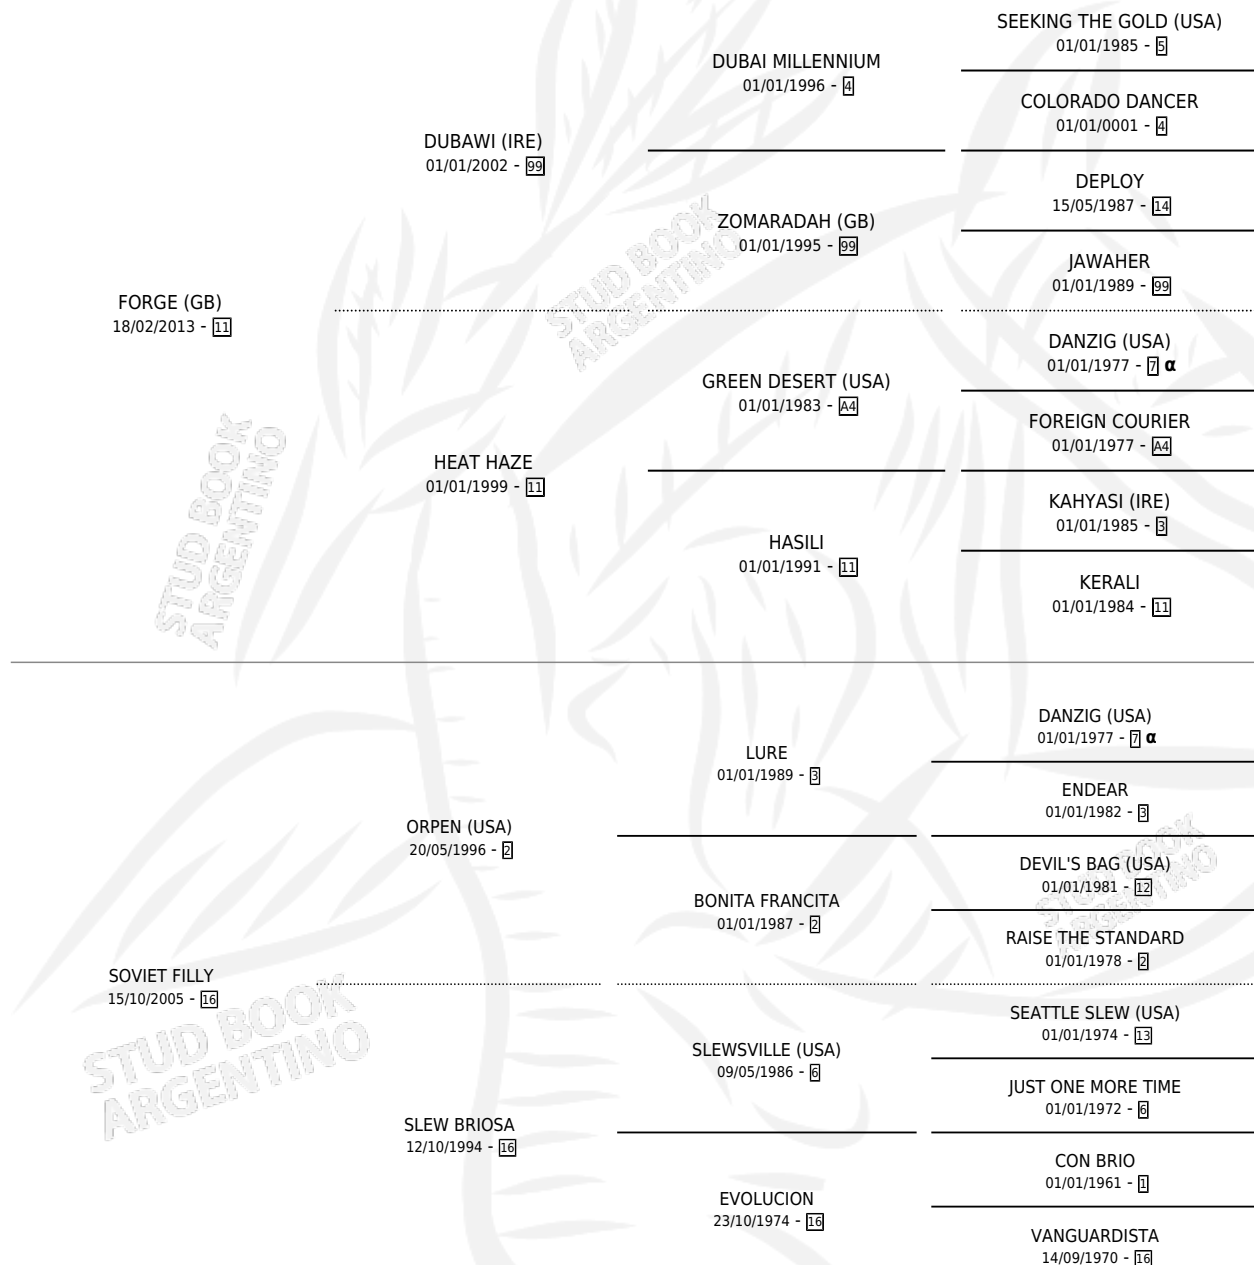 SEEKING THE GOLD (USA)
01/01/1985 - 5
DUBAI MILLENNIUM
01/01/1996 - 4
COLORADO DANCER
01/01/0001 - 4
DUBAWI (IRE)
01/01/2002 - 99
DEPLOY
15/05/1987 - 14
ZOMARADAH (GB)
01/01/1995 - 99
JAWAHER
01/01/1989 - 99
FORGE (GB)
18/02/2013 - 11
DANZIG (USA)
01/01/1977 - 7 α
GREEN DESERT (USA)
01/01/1983 - A4
FOREIGN COURIER
01/01/1977 - A4
HEAT HAZE
01/01/1999 - 11
KAHYASI (IRE)
01/01/1985 - 3
HASILI
01/01/1991 - 11
KERALI
01/01/1984 - 11
DANZIG (USA)
01/01/1977 - 7 α
LURE
01/01/1989 - 3
ENDEAR
01/01/1982 - 3
ORPEN (USA)
20/05/1996 - 2
DEVIL'S BAG (USA)
01/01/1981 - 12
BONITA FRANCITA
01/01/1987 - 2
RAISE THE STANDARD
01/01/1978 - 2
SOVIET FILLY
15/10/2005 - 16
SEATTLE SLEW (USA)
01/01/1974 - 13
SLEWSVILLE (USA)
09/05/1986 - 6
JUST ONE MORE TIME
01/01/1972 - 6
SLEW BRIOSA
12/10/1994 - 16
CON BRIO
01/01/1961 - 1
EVOLUCION
23/10/1974 - 16
VANGUARDISTA
14/09/1970 - 16
STUD BOOK
ARGENTINO
STUD BOOK
ARGENTINO
STUD BOOK
ARGENTINO
STUD BOOK
ARGENTINO